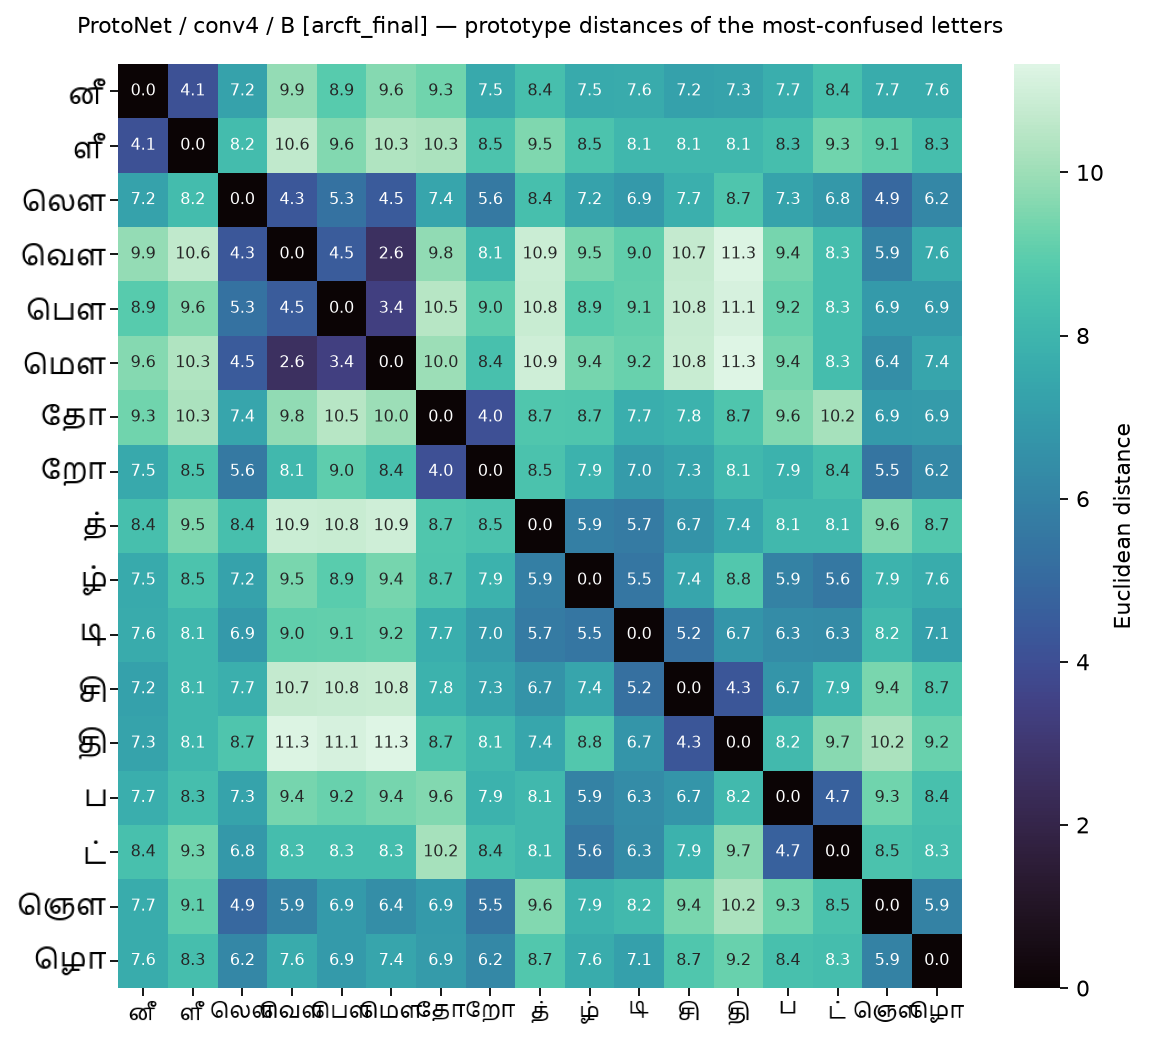 ProtoNet / conv4 / B [arcft_final] — prototype distances of the most-confused letters
னீ 0.0 4.1 7.2 9.9 8.9 9.6 9.3 7.5 8.4 7.5 7.6 7.2 7.3 7.7 8.4 7.7 7.6
ளீ 4.1 0.0 8.2 10.6 9.6 10.3 10.3 8.5 9.5 8.5 8.1 8.1 8.1 8.3 9.3 9.1 8.3
லௌ 7.2 8.2 0.0 4.3 5.3 4.5 7.4 5.6 8.4 7.2 6.9 7.7 8.7 7.3 6.8 4.9 6.2
வௌ 9.9 10.6 4.3 0.0 4.5 2.6 9.8 8.1 10.9 9.5 9.0 10.7 11.3 9.4 8.3 5.9 7.6
பௌ 8.9 9.6 5.3 4.5 0.0 3.4 10.5 9.0 10.8 8.9 9.1 10.8 11.1 9.2 8.3 6.9 6.9
மௌ 9.6 10.3 4.5 2.6 3.4 0.0 10.0 8.4 10.9 9.4 9.2 10.8 11.3 9.4 8.3 6.4 7.4
தோ 9.3 10.3 7.4 9.8 10.5 10.0 0.0 4.0 8.7 8.7 7.7 7.8 8.7 9.6 10.2 6.9 6.9
றோ 7.5 8.5 5.6 8.1 9.0 8.4 4.0 0.0 8.5 7.9 7.0 7.3 8.1 7.9 8.4 5.5 6.2
த் 8.4 9.5 8.4 10.9 10.8 10.9 8.7 8.5 0.0 5.9 5.7 6.7 7.4 8.1 8.1 9.6 8.7
ழ் 7.5 8.5 7.2 9.5 8.9 9.4 8.7 7.9 5.9 0.0 5.5 7.4 8.8 5.9 5.6 7.9 7.6
டி 7.6 8.1 6.9 9.0 9.1 9.2 7.7 7.0 5.7 5.5 0.0 5.2 6.7 6.3 6.3 8.2 7.1
சி 7.2 8.1 7.7 10.7 10.8 10.8 7.8 7.3 6.7 7.4 5.2 0.0 4.3 6.7 7.9 9.4 8.7
தி 7.3 8.1 8.7 11.3 11.1 11.3 8.7 8.1 7.4 8.8 6.7 4.3 0.0 8.2 9.7 10.2 9.2
ப 7.7 8.3 7.3 9.4 9.2 9.4 9.6 7.9 8.1 5.9 6.3 6.7 8.2 0.0 4.7 9.3 8.4
ட் 8.4 9.3 6.8 8.3 8.3 8.3 10.2 8.4 8.1 5.6 6.3 7.9 9.7 4.7 0.0 8.5 8.3
ஞௌ 7.7 9.1 4.9 5.9 6.9 6.4 6.9 5.5 9.6 7.9 8.2 9.4 10.2 9.3 8.5 0.0 5.9
ழொ 7.6 8.3 6.2 7.6 6.9 7.4 6.9 6.2 8.7 7.6 7.1 8.7 9.2 8.4 8.3 5.9 0.0
னீ ளீ லௌ வௌ பௌ மௌ தோ றோ த் ழ் டி சி தி ப ட் ஞௌ ழொ
10
8
6
4
2
0
Euclidean distance